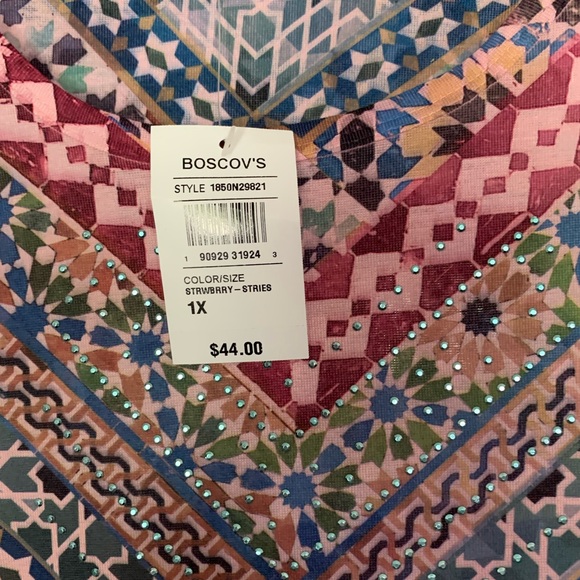 BOSCOV'S
STYLE 1850N29821
1 90929 31924 3
COLOR/SIZE
STRWBRRY-STRIES
1X
$44.00